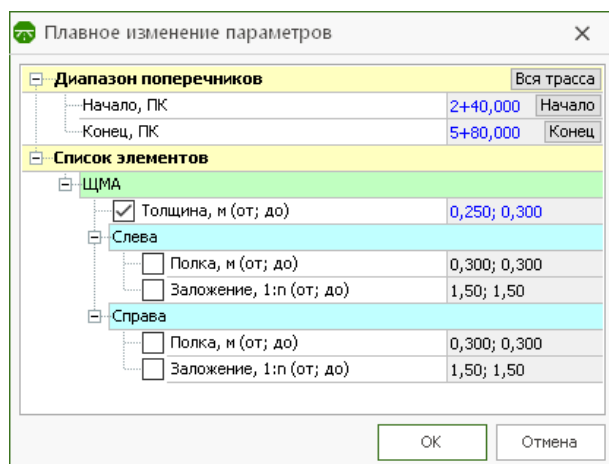 Плавное изменение параметров
Диапазон поперечников Вся трасса
Начало, ПК 2+40,000 Начало
Конец, ПК 5+80,000 Конец
Список элементов
ЩМА
Толщина, м (от; до) 0,250; 0,300
Слева
Полка, м (от; до) 0,300; 0,300
Заложение, 1:n (от; до) 1,50; 1,50
Справа
Полка, м (от; до) 0,300; 0,300
Заложение, 1:n (от; до) 1,50; 1,50
ОК Отмена